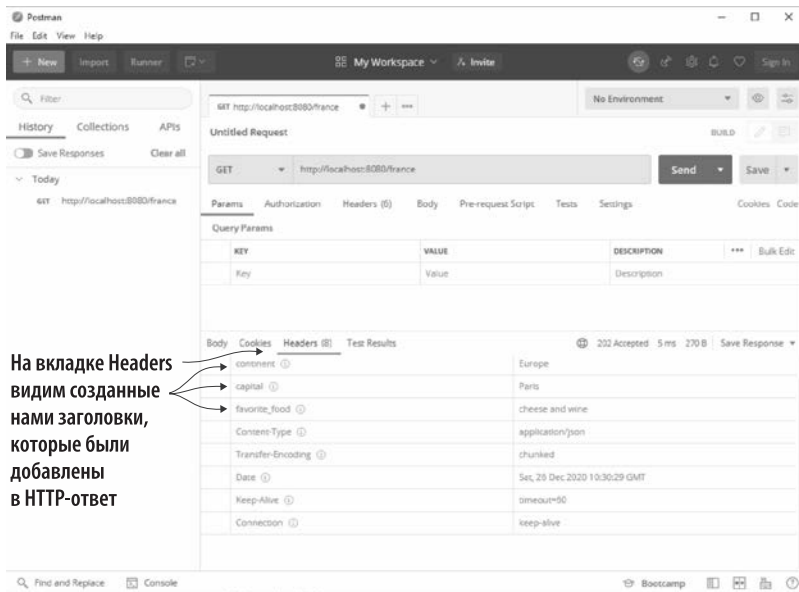 Postman
File Edit View Help
+ New Import Runner My Workspace Invite Sign In
Filter
History Collections APIs
Save Responses Clear all
Today
GET http://localhost:8080/france
GET http://localhost:8080/france + ••• No Environment
Untitled Request BUILD
GET http://localhost:8080/france Send Save
Params Authorization Headers (6) Body Pre-request Script Tests Settings Cookies Code
Query Params
KEY VALUE DESCRIPTION ••• Bulk Edit
Key Value Description
Body Cookies Headers (8) Test Results 202 Accepted 5 ms 270 B Save Response
continent Europe
capital Paris
favorite_food cheese and wine
Content-Type application/json
Transfer-Encoding chunked
Date Sat, 26 Dec 2020 10:30:29 GMT
Keep-Alive timeout=60
Connection keep-alive
На вкладке Headers
видим созданные
нами заголовки,
которые были
добавлены
в HTTP-ответ
Find and Replace Console Bootcamp